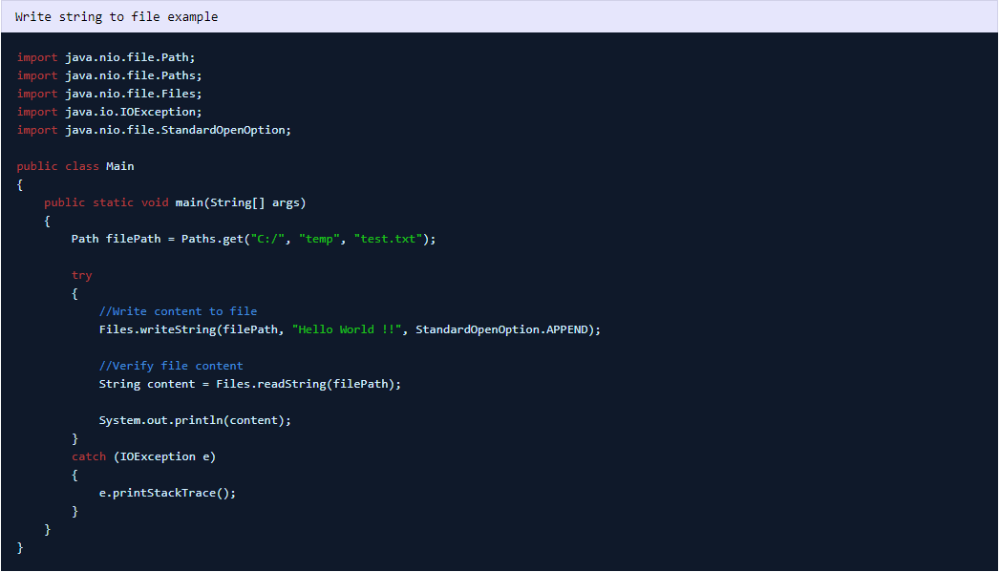 Write string to file example
import java.nio.file.Path;
import java.nio.file.Paths;
import java.nio.file.Files;
import java.io.IOException;
import java.nio.file.StandardOpenOption;
public class Main
{
    public static void main(String[] args)
    {
        Path filePath = Paths.get("C:/", "temp", "test.txt");
        try
        {
            //Write content to file
            Files.writeString(filePath, "Hello World !!", StandardOpenOption.APPEND);
            //Verify file content
            String content = Files.readString(filePath);
            System.out.println(content);
        }
        catch (IOException e)
        {
            e.printStackTrace();
        }
    }
}